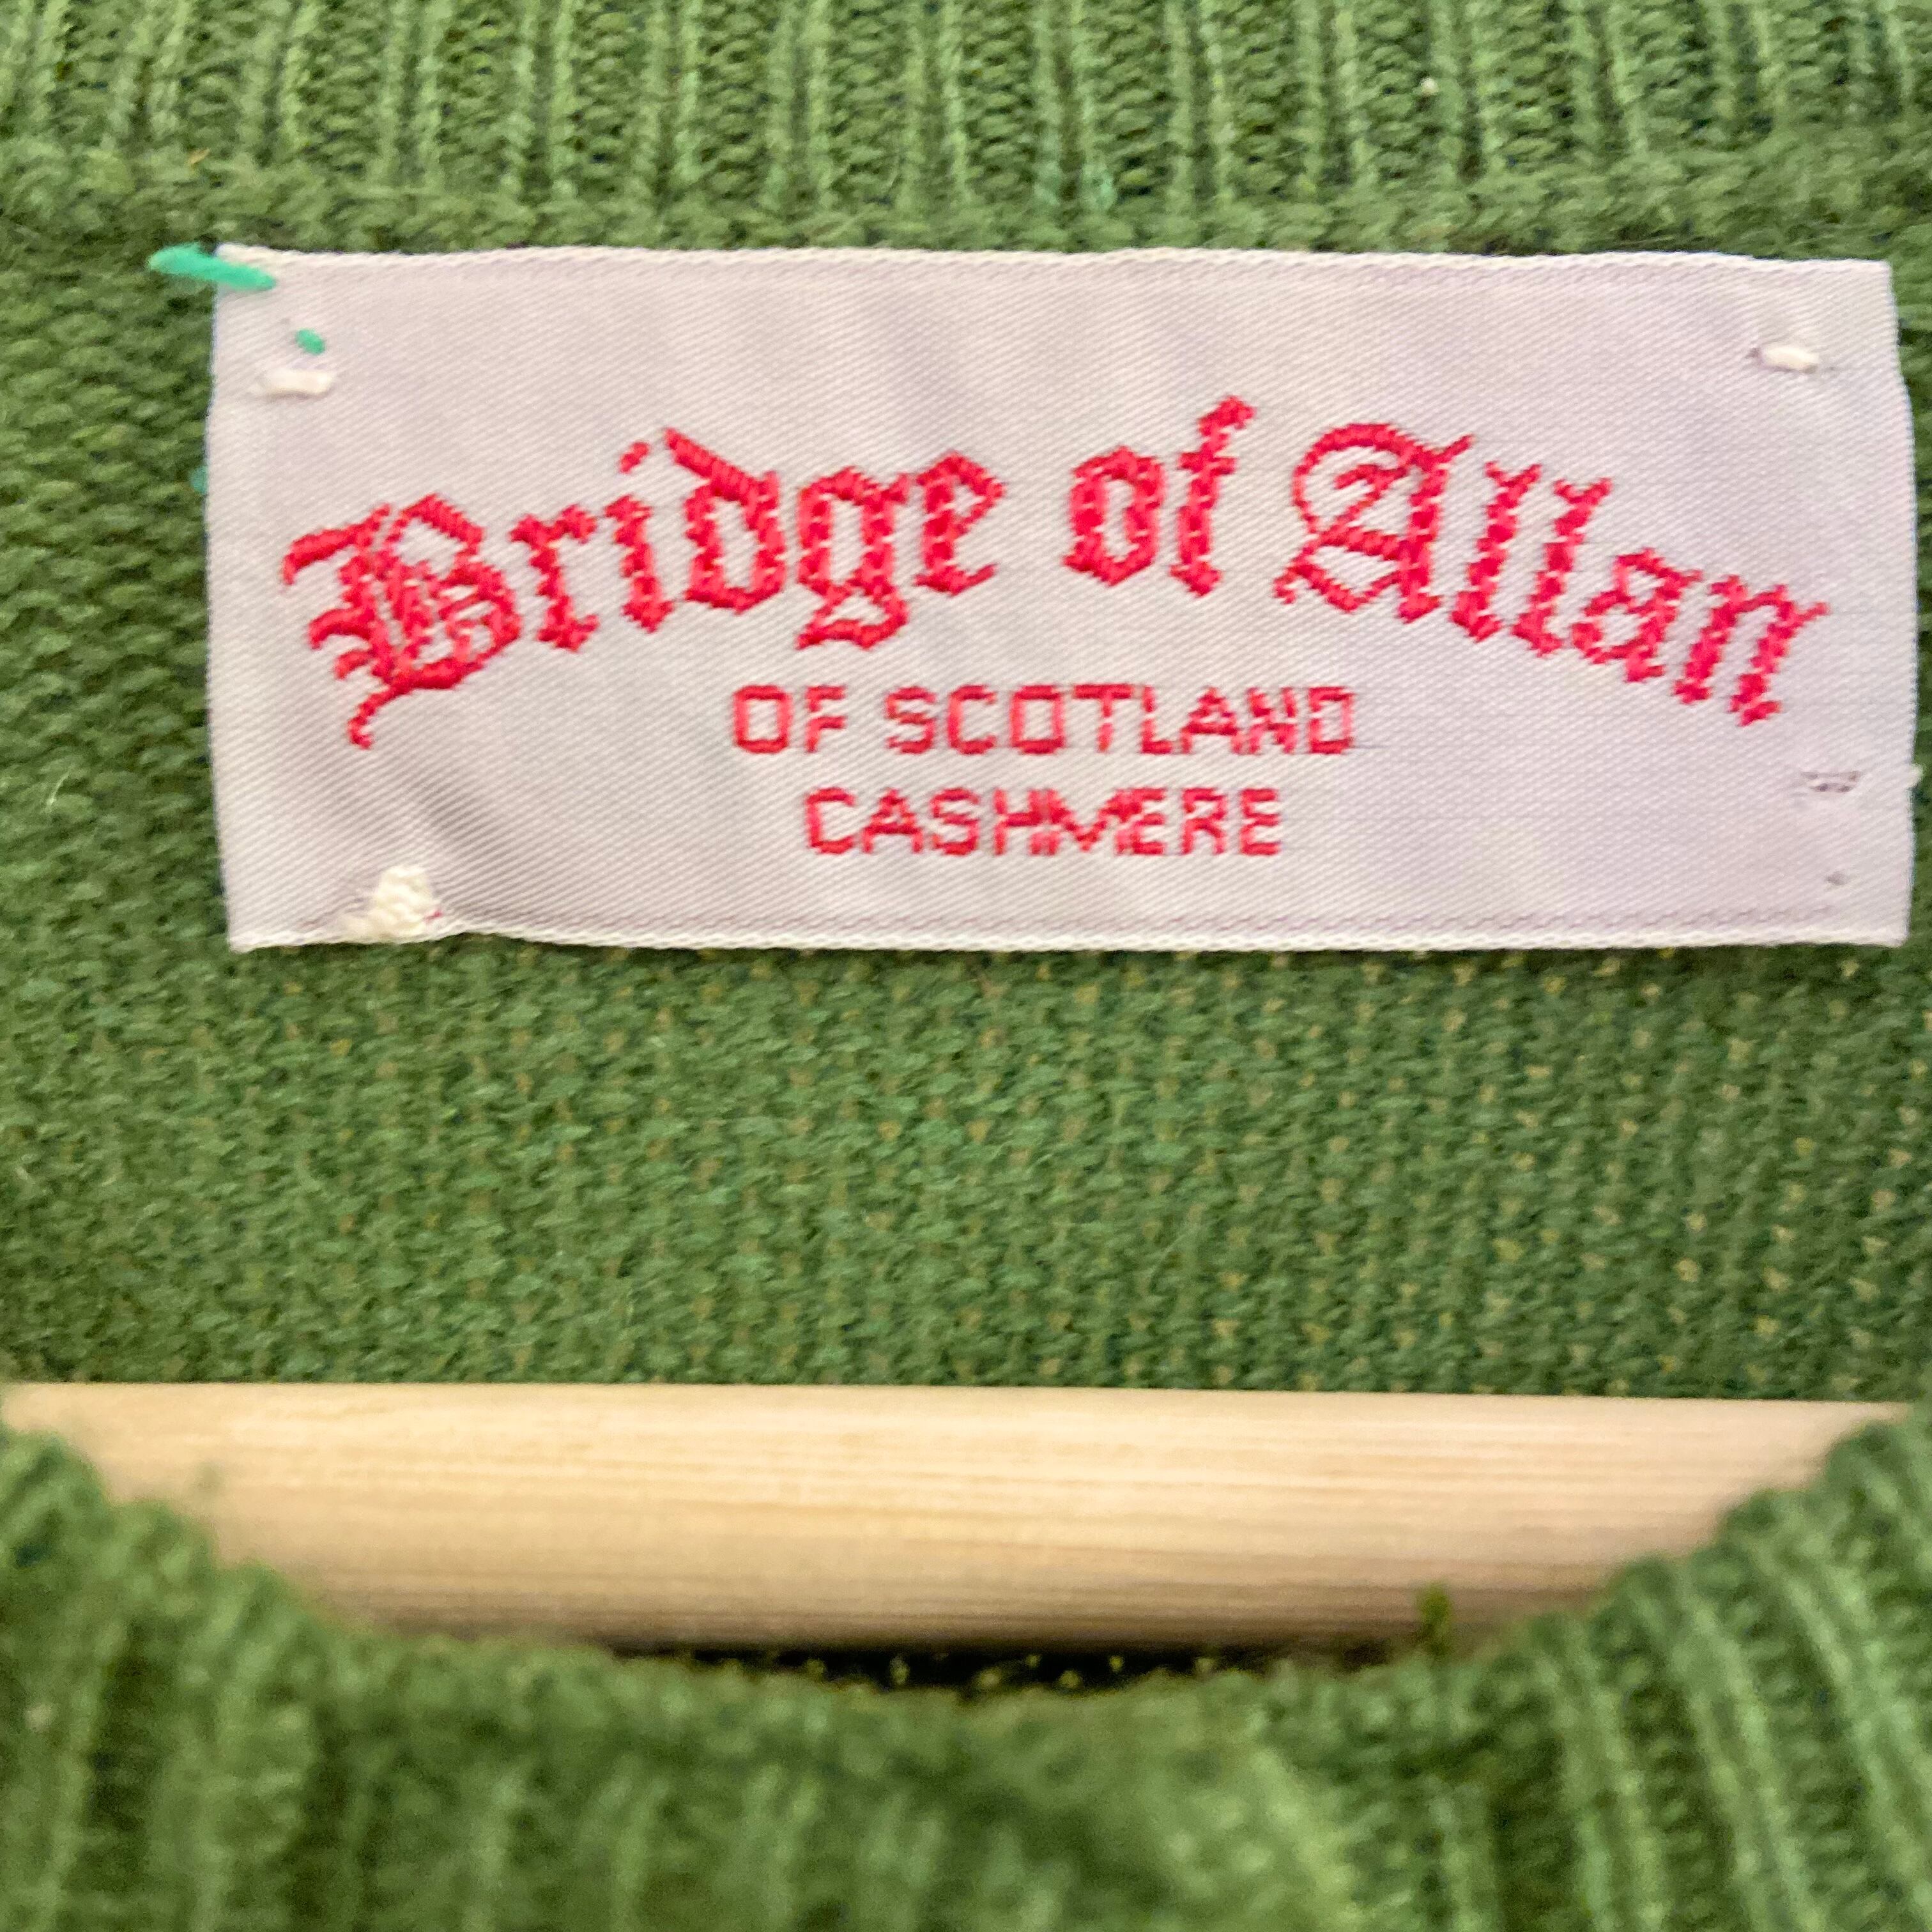 Bridge of Allan
OF SCOTLAND
CASHMERE